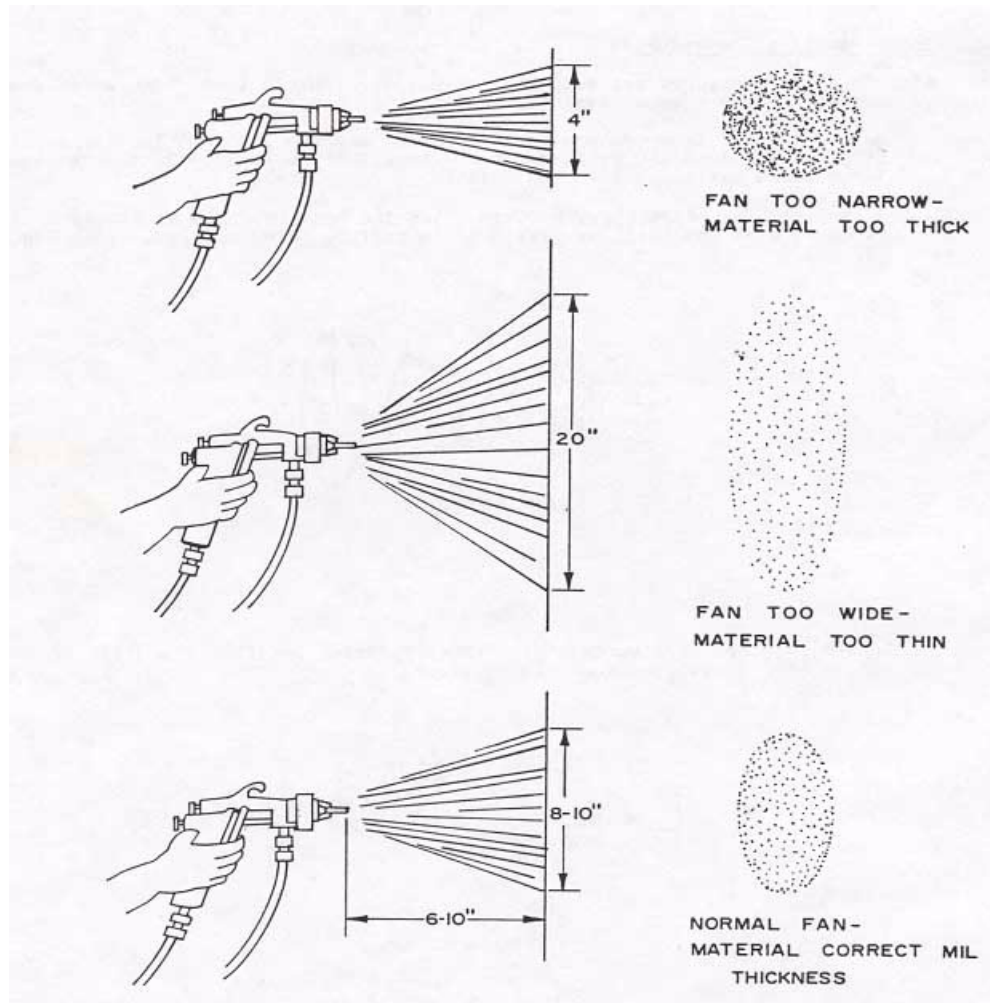 4"
FAN TOO NARROW-
MATERIAL TOO THICK
20"
FAN TOO WIDE-
MATERIAL TOO THIN
8-10"
6-10"
NORMAL FAN-
MATERIAL CORRECT MIL
THICKNESS